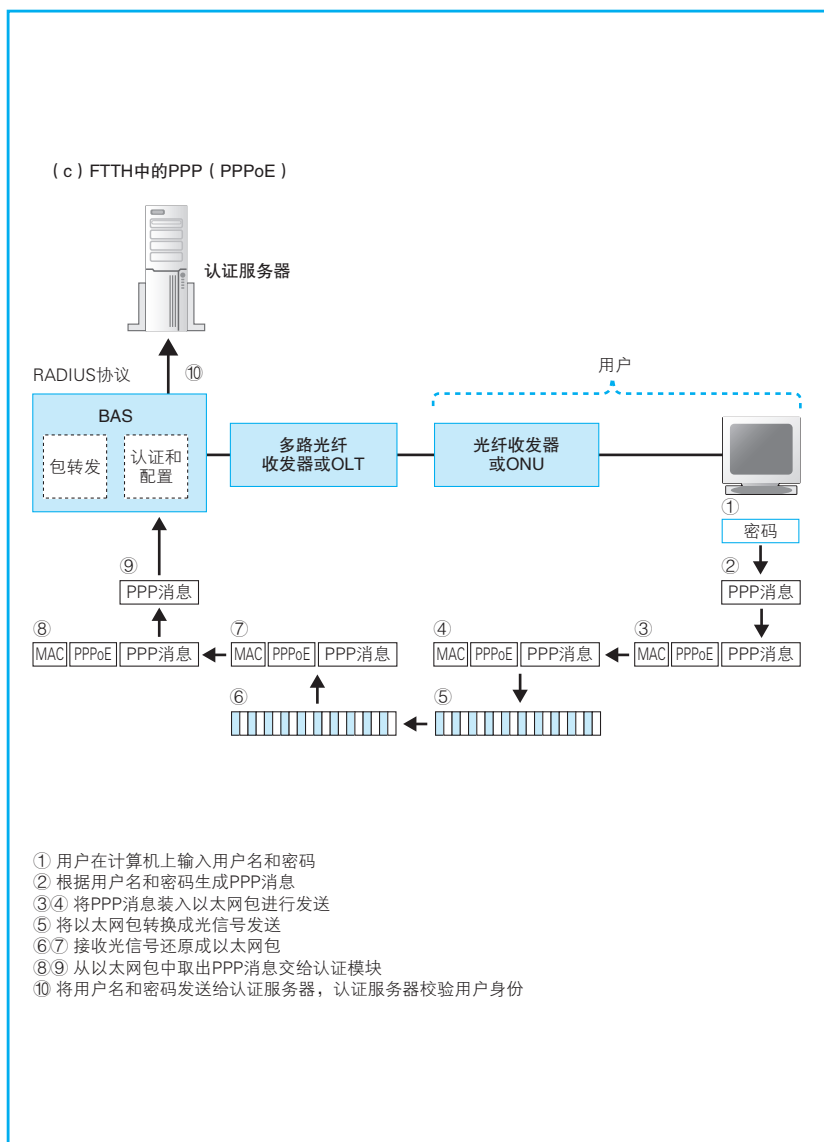 （c）FTTH中的PPP（PPPoE）
认证服务器
RADIUS协议
⑩
用户
BAS
包转发
认证和
配置
多路光纤
收发器或OLT
光纤收发器
或ONU
①
密码
②
PPP消息
⑨
PPP消息
⑧
MAC PPPoE PPP消息
⑦
MAC PPPoE PPP消息
④
MAC PPPoE PPP消息
③
MAC PPPoE PPP消息
⑥
⑤
① 用户在计算机上输入用户名和密码
② 根据用户名和密码生成PPP消息
③④ 将PPP消息装入以太网包进行发送
⑤ 将以太网包转换成光信号发送
⑥⑦ 接收光信号还原成以太网包
⑧⑨ 从以太网包中取出PPP消息交给认证模块
⑩ 将用户名和密码发送给认证服务器，认证服务器校验用户身份